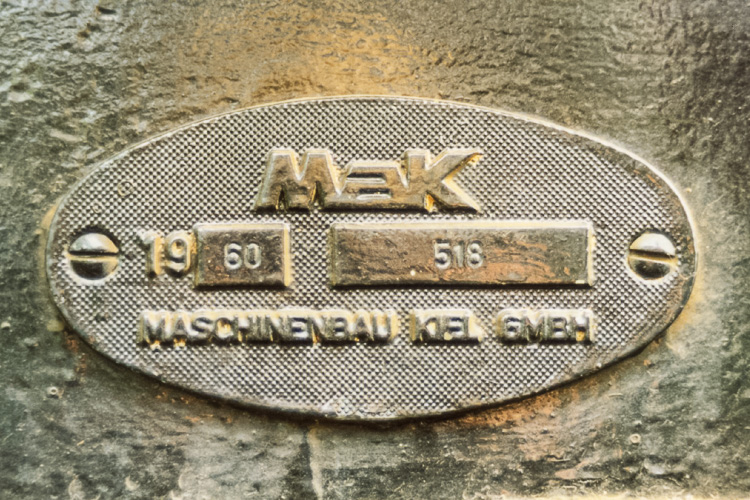 MaK
19 60 518
MASCHINENBAU KIEL GMBH